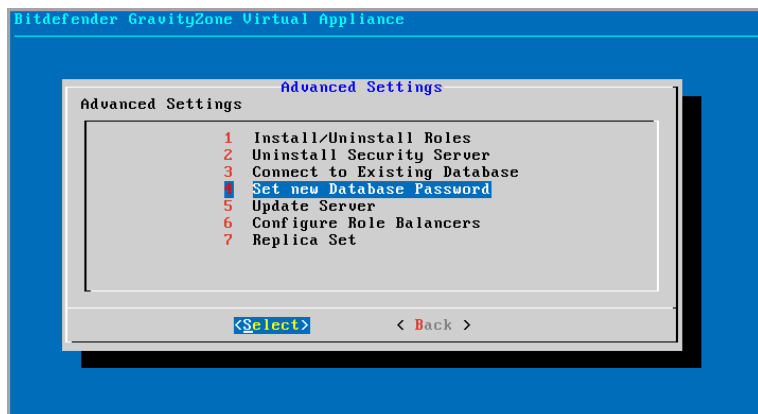 Bitdefender GravityZone Virtual Appliance
Advanced Settings
Advanced Settings
1 Install/Uninstall Roles
2 Uninstall Security Server
3 Connect to Existing Database
4 Set new Database Password
5 Update Server
6 Configure Role Balancers
7 Replica Set
<Select> < Back >